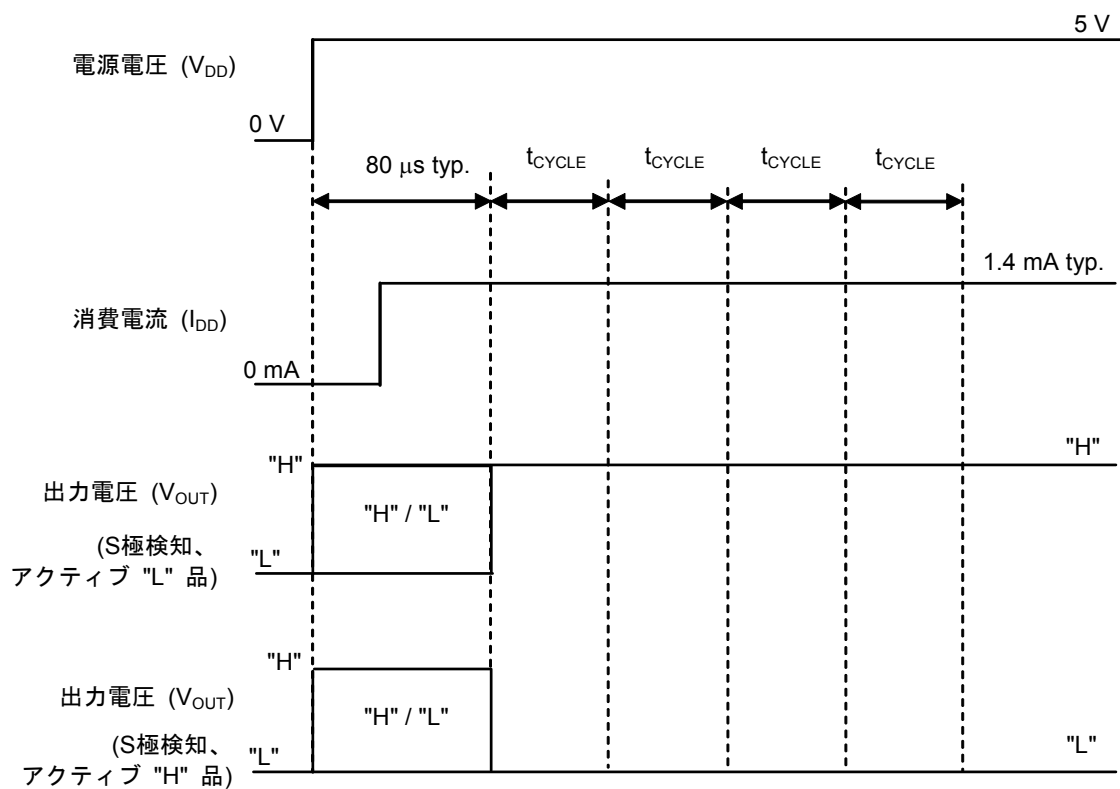 5 V
電源電圧 (VDD)
0 V
80 μs typ.
tCYCLE
tCYCLE
tCYCLE
tCYCLE
1.4 mA typ.
消費電流 (IDD)
0 mA
"H"
"H"
出力電圧 (VOUT)
"H" / "L"
(S極検知、
"L"
アクティブ "L" 品)
"H"
出力電圧 (VOUT)
"H" / "L"
(S極検知、
"L"
"L"
アクティブ "H" 品)